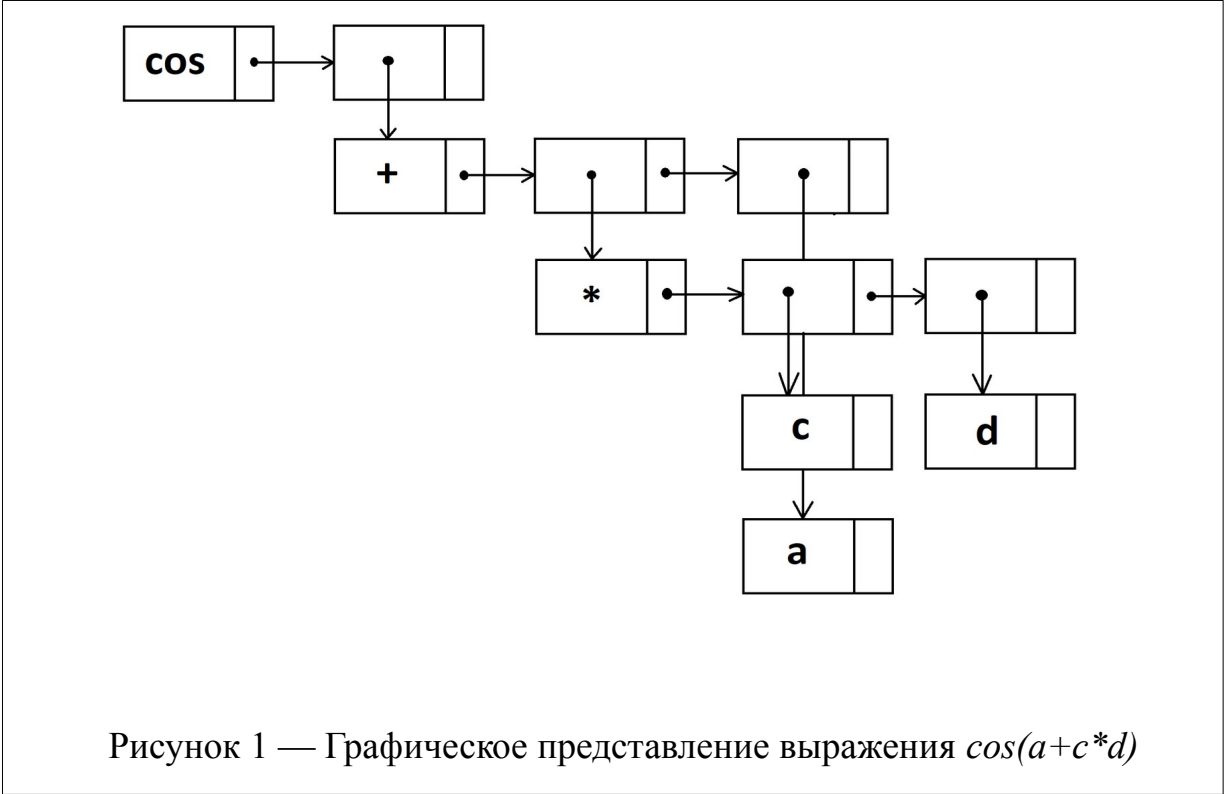 cos
+
*
c
d
a
Рисунок 1 — Графическое представление выражения cos(a+c*d)